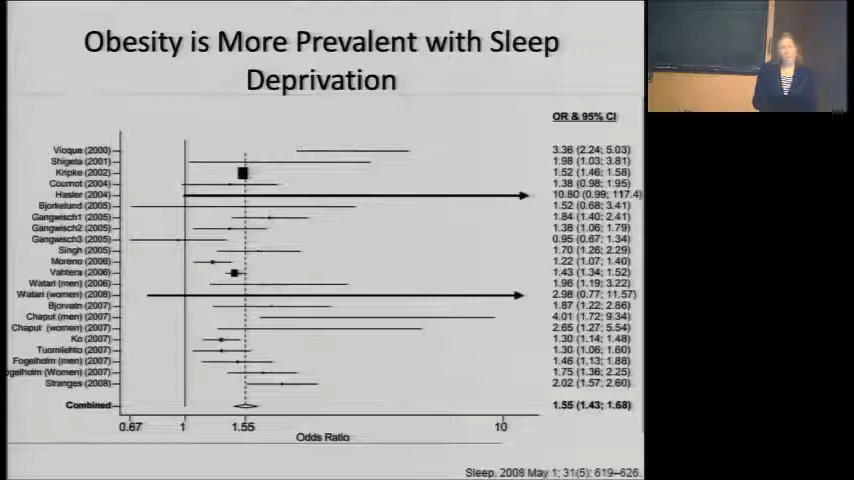 Obesity is More Prevalent with Sleep
Deprivation
OR & 95% CI
Vioque (2000) 3.36 (2.24; 5.03)
Shigeta (2001) 1.98 (1.03; 3.81)
Kripke (2002) 1.52 (1.46; 1.58)
Cournot (2004) 1.38 (0.98; 1.95)
Hasler (2004) 10.80 (0.99; 117.4)
Bjorkelund (2005) 1.52 (0.68; 3.41)
Gangwisch1 (2005) 1.84 (1.40; 2.41)
Gangwisch2 (2005) 1.38 (1.06; 1.79)
Gangwisch3 (2005) 0.95 (0.67; 1.34)
Singh (2005) 1.70 (1.26; 2.29)
Moreno (2006) 1.22 (1.07; 1.40)
Vahtera (2006) 1.43 (1.34; 1.52)
Watari (men) (2006) 1.96 (1.19; 3.22)
Watari (women) (2006) 2.98 (0.77; 11.57)
Bjorvatn (2007) 1.87 (1.22; 2.86)
Chaput (men) (2007) 4.01 (1.72; 9.34)
Chaput (women) (2007) 2.65 (1.27; 5.54)
Ko (2007) 1.30 (1.14; 1.48)
Tuomilehto (2007) 1.30 (1.06; 1.60)
Fogelholm (men) (2007) 1.46 (1.13; 1.88)
ogelholm (Women) (2007) 1.75 (1.36; 2.25)
Stranges (2008) 2.02 (1.57; 2.60)
Combined 1.55 (1.43; 1.68)
0.67 1 1.55 10
Odds Ratio
Sleep. 2008 May 1; 31(5): 619–626.